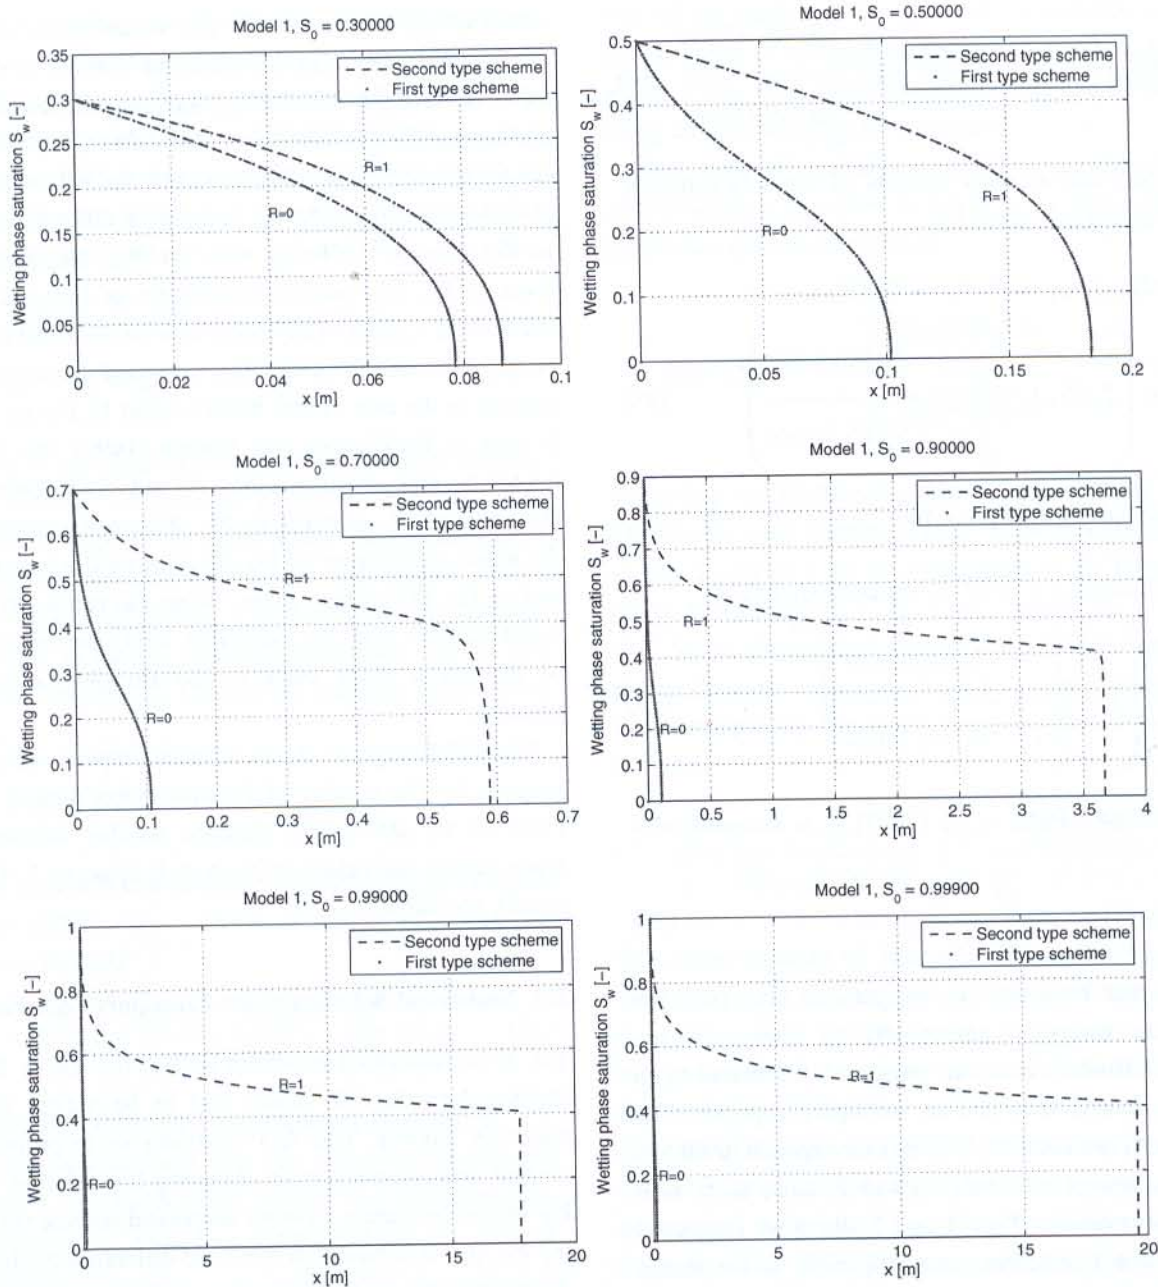 Model 1, S0 = 0.30000
Second type scheme
First type scheme
Wetting phase saturation Sw [–]
0.35
0.3
0.25
0.2
0.15
0.1
0.05
0
R=1
R=0
0 0.02 0.04 0.06 0.08 0.1
x [m]
Model 1, S0 = 0.50000
Second type scheme
First type scheme
Wetting phase saturation Sw [–]
0.5
0.4
0.3
0.2
0.1
0
R=1
R=0
0 0.05 0.1 0.15 0.2
x [m]
Model 1, S0 = 0.70000
Second type scheme
First type scheme
Wetting phase saturation Sw [–]
0.7
0.6
0.5
0.4
0.3
0.2
0.1
0
R=1
R=0
0 0.1 0.2 0.3 0.4 0.5 0.6 0.7
x [m]
Model 1, S0 = 0.90000
Second type scheme
First type scheme
Wetting phase saturation Sw [–]
0.9
0.8
0.7
0.6
0.5
0.4
0.3
0.2
0.1
0
R=1
R=0
0 0.5 1 1.5 2 2.5 3 3.5 4
x [m]
Model 1, S0 = 0.99000
Second type scheme
First type scheme
Wetting phase saturation Sw [–]
1
0.8
0.6
0.4
0.2
0
R=1
R=0
0 5 10 15 20
x [m]
Model 1, S0 = 0.99900
Second type scheme
First type scheme
Wetting phase saturation Sw [–]
1
0.8
0.6
0.4
0.2
0
R=1
R=0
0 5 10 15 20
x [m]